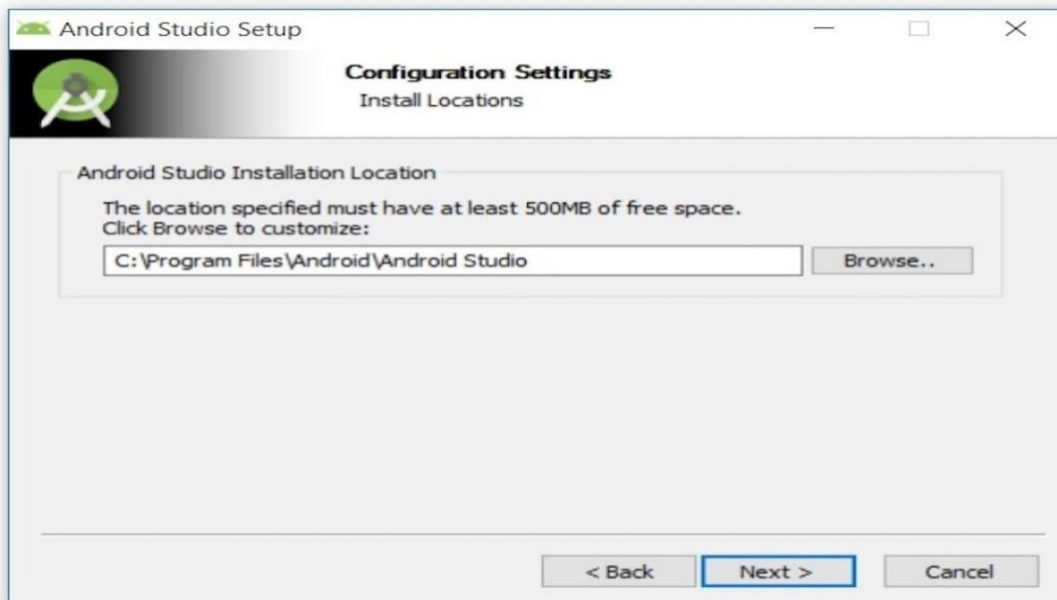 Android Studio Setup
Configuration Settings
Install Locations
Android Studio Installation Location
The location specified must have at least 500MB of free space.
Click Browse to customize:
C:\Program Files\Android\Android Studio
Browse..
< Back
Next >
Cancel